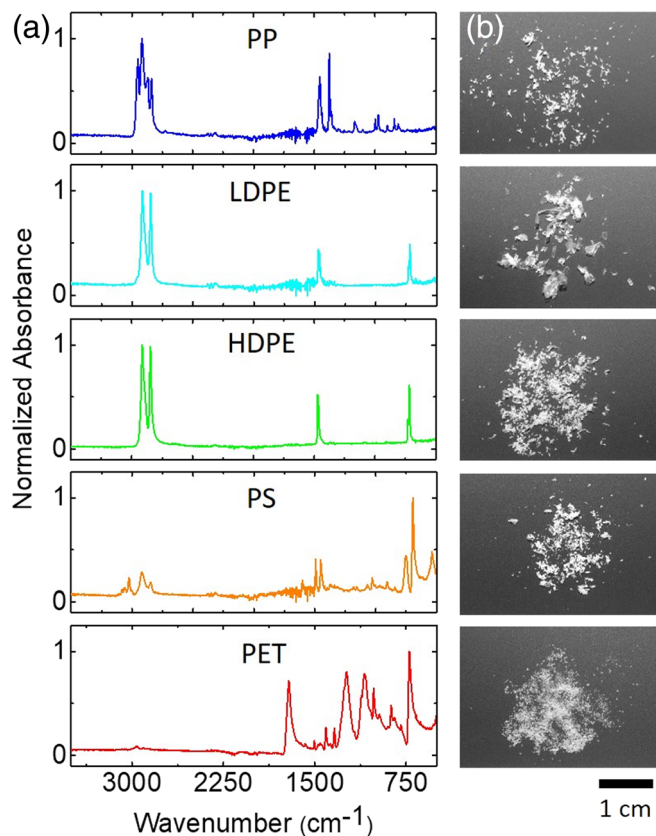 (a)
(b)
PP
1
0
LDPE
1
0
HDPE
1
0
PS
1
0
PET
1
0
Normalized Absorbance
3000 2250 1500 750
Wavenumber (cm⁻¹)
1 cm